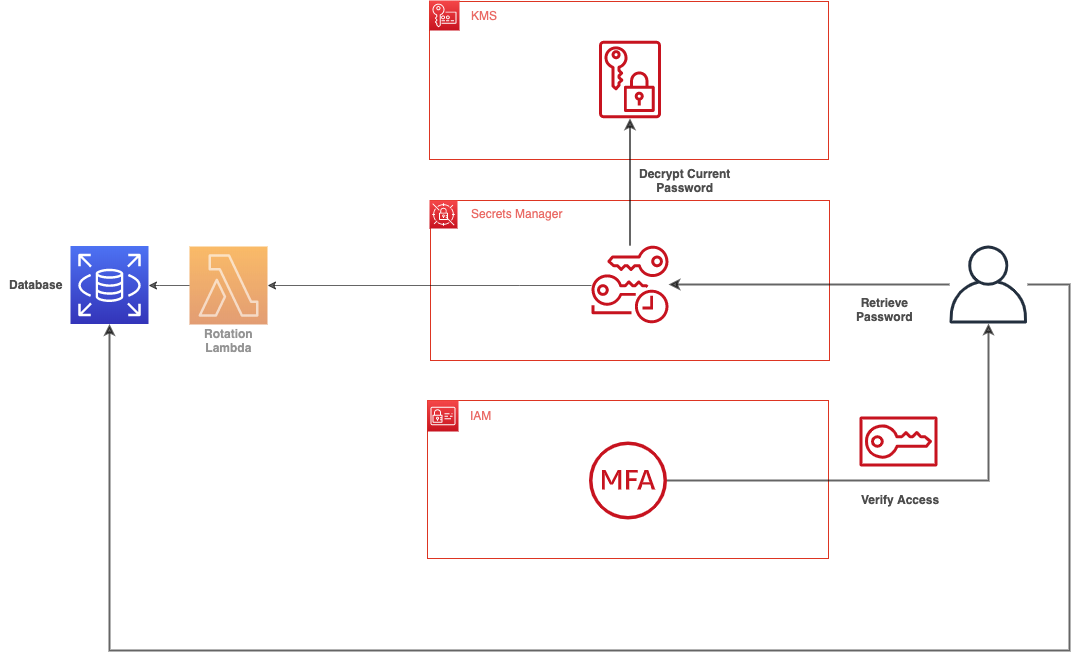 KMS
Decrypt Current
Password
Secrets Manager
Database
Rotation
Lambda
Retrieve
Password
IAM
MFA
Verify Access